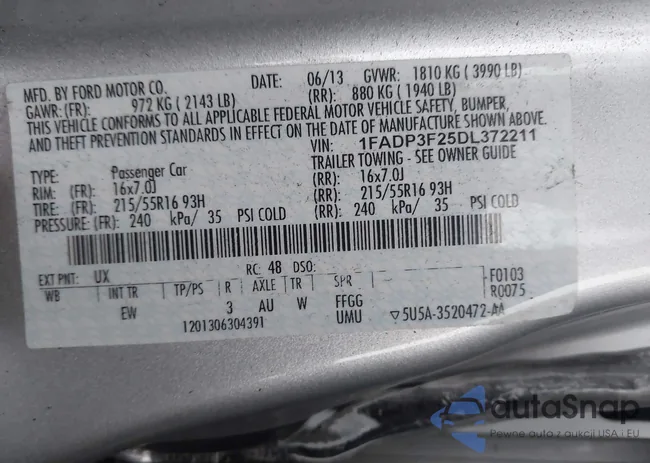 MFD. BY FORD MOTOR CO. DATE: 06/13 GVWR: 1810 KG ( 3990 LB)
GAWR: (FR): 972 KG ( 2143 LB) (RR): 880 KG ( 1940 LB)
THIS VEHICLE CONFORMS TO ALL APPLICABLE FEDERAL MOTOR VEHICLE SAFETY, BUMPER,
AND THEFT PREVENTION STANDARDS IN EFFECT ON THE DATE OF MANUFACTURE SHOWN ABOVE.
VIN: 1FADP3F25DL372211
TYPE: Passenger Car TRAILER TOWING - SEE OWNER GUIDE
RIM: (FR): 16x7.0J (RR): 16x7.0J
TIRE: (FR): 215/55R16 93H (RR): 215/55R16 93H
PRESSURE: (FR): 240 kPa/ 35 PSI COLD (RR): 240 kPa/ 35 PSI COLD
EXT PNT: UX RC: 48 DSO: F0103
WB INT TR TP/PS R AXLE TR SPR R0075
EW 3 AU W FFGG
1201306304391 UMU ▽5U5A-3520472-AA
autoSnap
Pewne auto z aukcji USA i EU